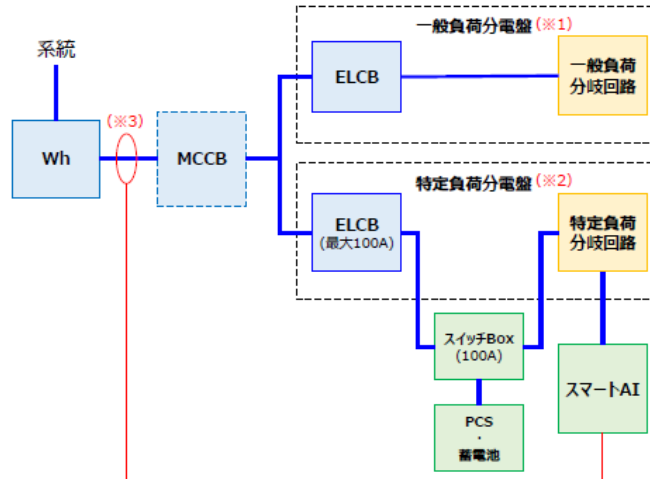 一般負荷分電盤(※1)
系統
ELCB
一般負荷
分岐回路
(※3)
Wh
MCCB
特定負荷分電盤(※2)
ELCB
(最大100A)
特定負荷
分岐回路
スイッチBox
(100A)
スマートAI
PCS
・
蓄電池